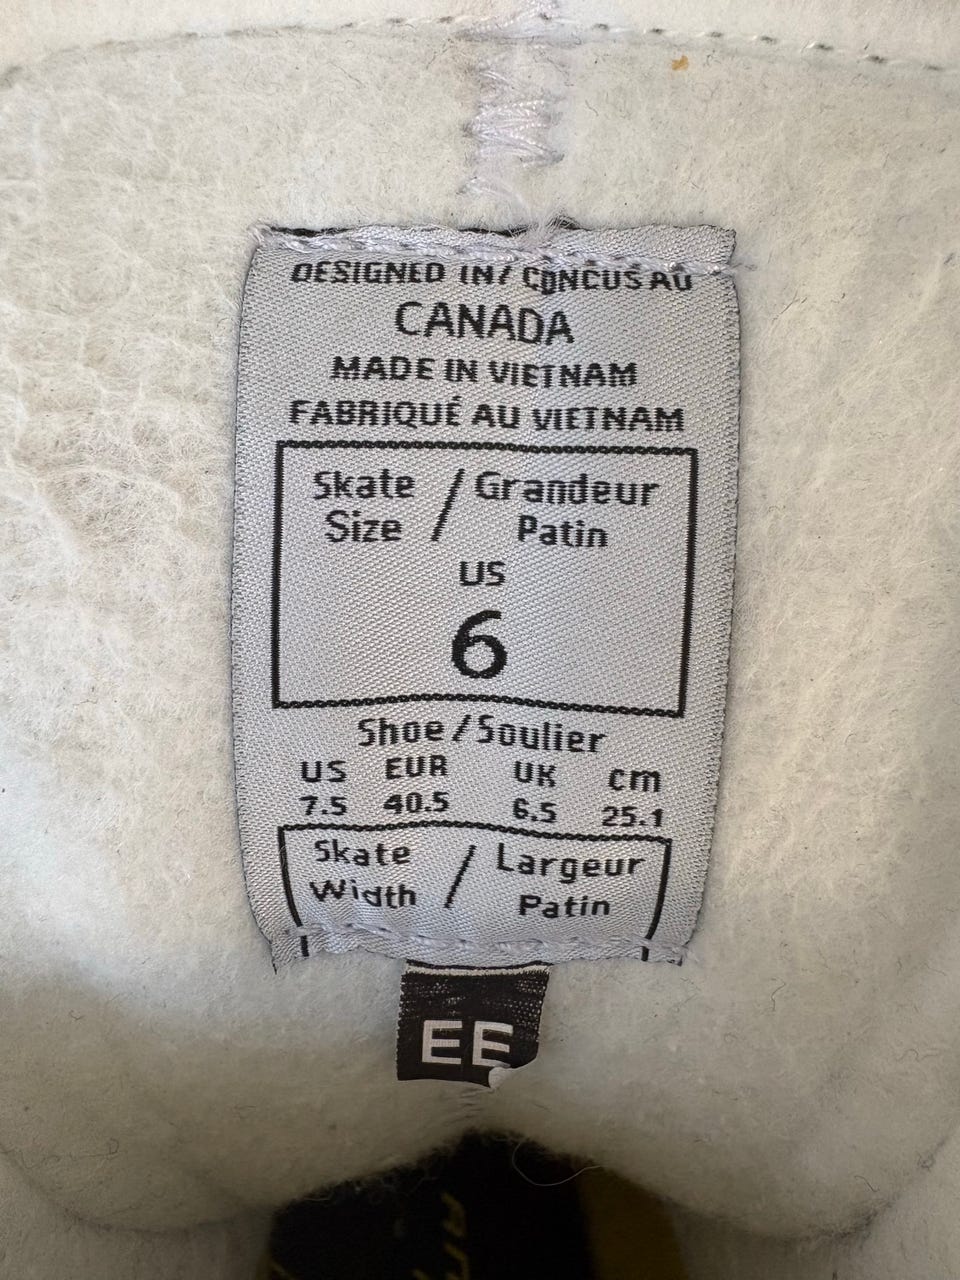 DESIGNED IN / CONÇUS AU
CANADA
MADE IN VIETNAM
FABRIQUÉ AU VIETNAM
Skate Size / Grandeur Patin
US
6
Shoe / Soulier
US EUR UK cm
7.5 40.5 6.5 25.1
Skate Width / Largeur Patin
EE